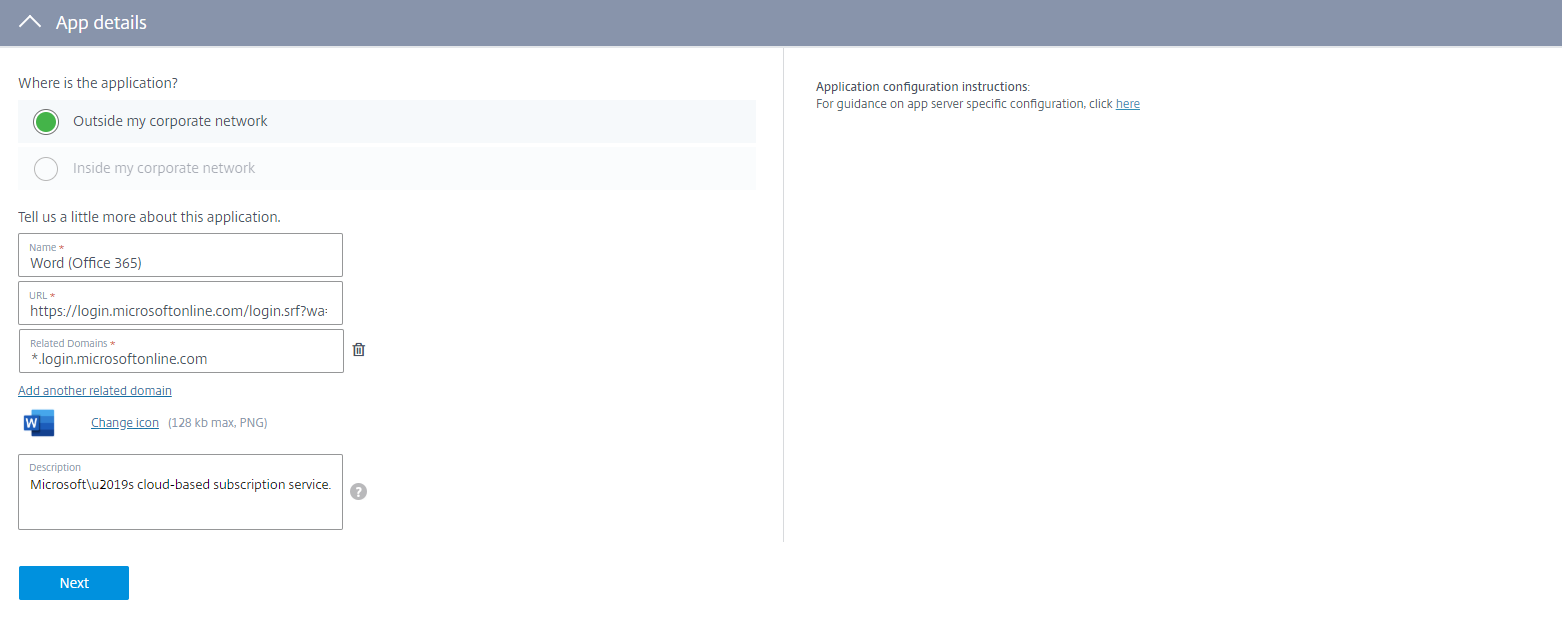 App details
Where is the application?
Outside my corporate network
Inside my corporate network
Tell us a little more about this application.
Name *
Word (Office 365)
URL *
https://login.microsoftonline.com/login.srf?wa=
Related Domains *
*.login.microsoftonline.com
Add another related domain
W
Change icon (128 kb max, PNG)
Description
Microsoft\u2019s cloud-based subscription service.
?
Next
Application configuration instructions:
For guidance on app server specific configuration, click here